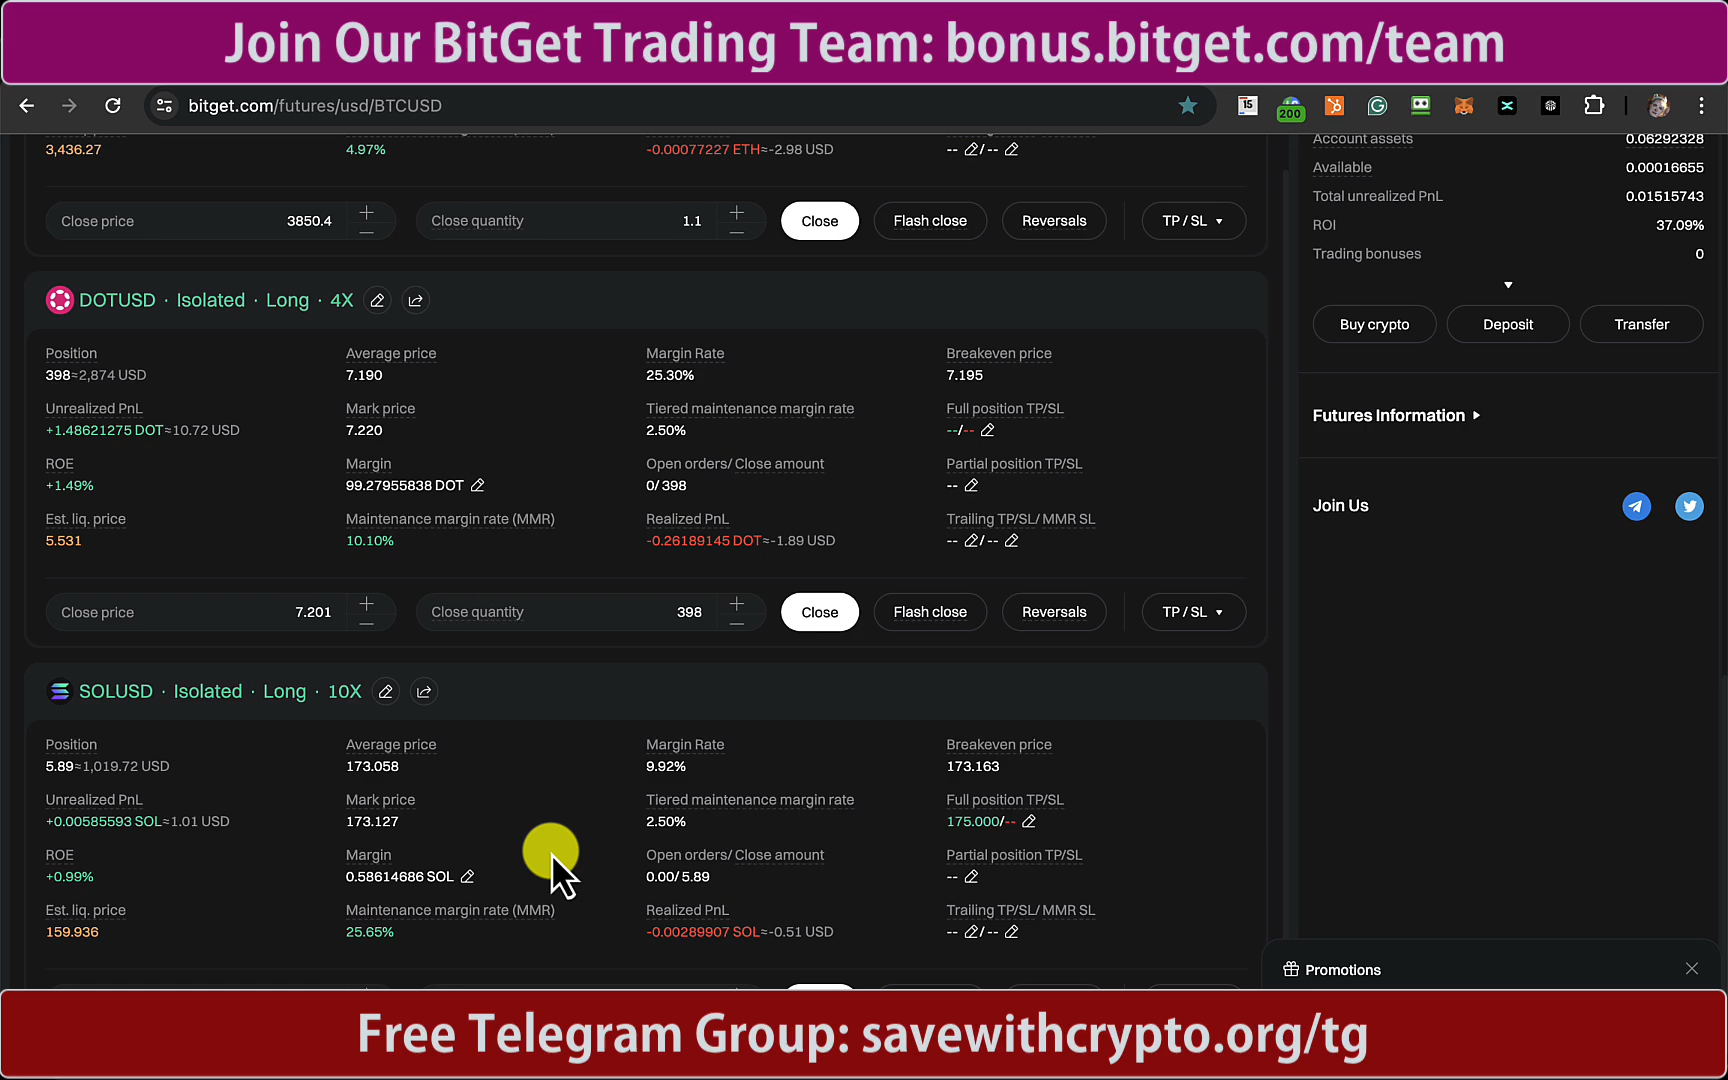 Join Our BitGet Trading Team: bonus.bitget.com/team
bitget.com/futures/usd/BTCUSD
15
200
3,436.27 4.97% -0.00077227 ETH≈-2.98 USD -- / --
Close price 3850.4 + — Close quantity 1.1 + — Close Flash close Reversals TP / SL
DOTUSD · Isolated · Long · 4X
Position Average price Margin Rate Breakeven price
398≈2,874 USD 7.190 25.30% 7.195
Unrealized PnL Mark price Tiered maintenance margin rate Full position TP/SL
+1.48621275 DOT≈10.72 USD 7.220 2.50% --/--
ROE Margin Open orders/ Close amount Partial position TP/SL
+1.49% 99.27955838 DOT 0/ 398 --
Est. liq. price Maintenance margin rate (MMR) Realized PnL Trailing TP/SL/ MMR SL
5.531 10.10% -0.26189145 DOT≈-1.89 USD -- / --
Close price 7.201 + — Close quantity 398 + — Close Flash close Reversals TP / SL
SOLUSD · Isolated · Long · 10X
Position Average price Margin Rate Breakeven price
5.89≈1,019.72 USD 173.058 9.92% 173.163
Unrealized PnL Mark price Tiered maintenance margin rate Full position TP/SL
+0.00585593 SOL≈1.01 USD 173.127 2.50% 175.000/--
ROE Margin Open orders/ Close amount Partial position TP/SL
+0.99% 0.58614686 SOL 0.00/ 5.89 --
Est. liq. price Maintenance margin rate (MMR) Realized PnL Trailing TP/SL/ MMR SL
159.936 25.65% -0.00289907 SOL≈-0.51 USD -- / --
Account assets 0.06292328
Available 0.00016655
Total unrealized PnL 0.01515743
ROI 37.09%
Trading bonuses 0
Buy crypto Deposit Transfer
Futures Information
Join Us
Promotions
Free Telegram Group: savewithcrypto.org/tg